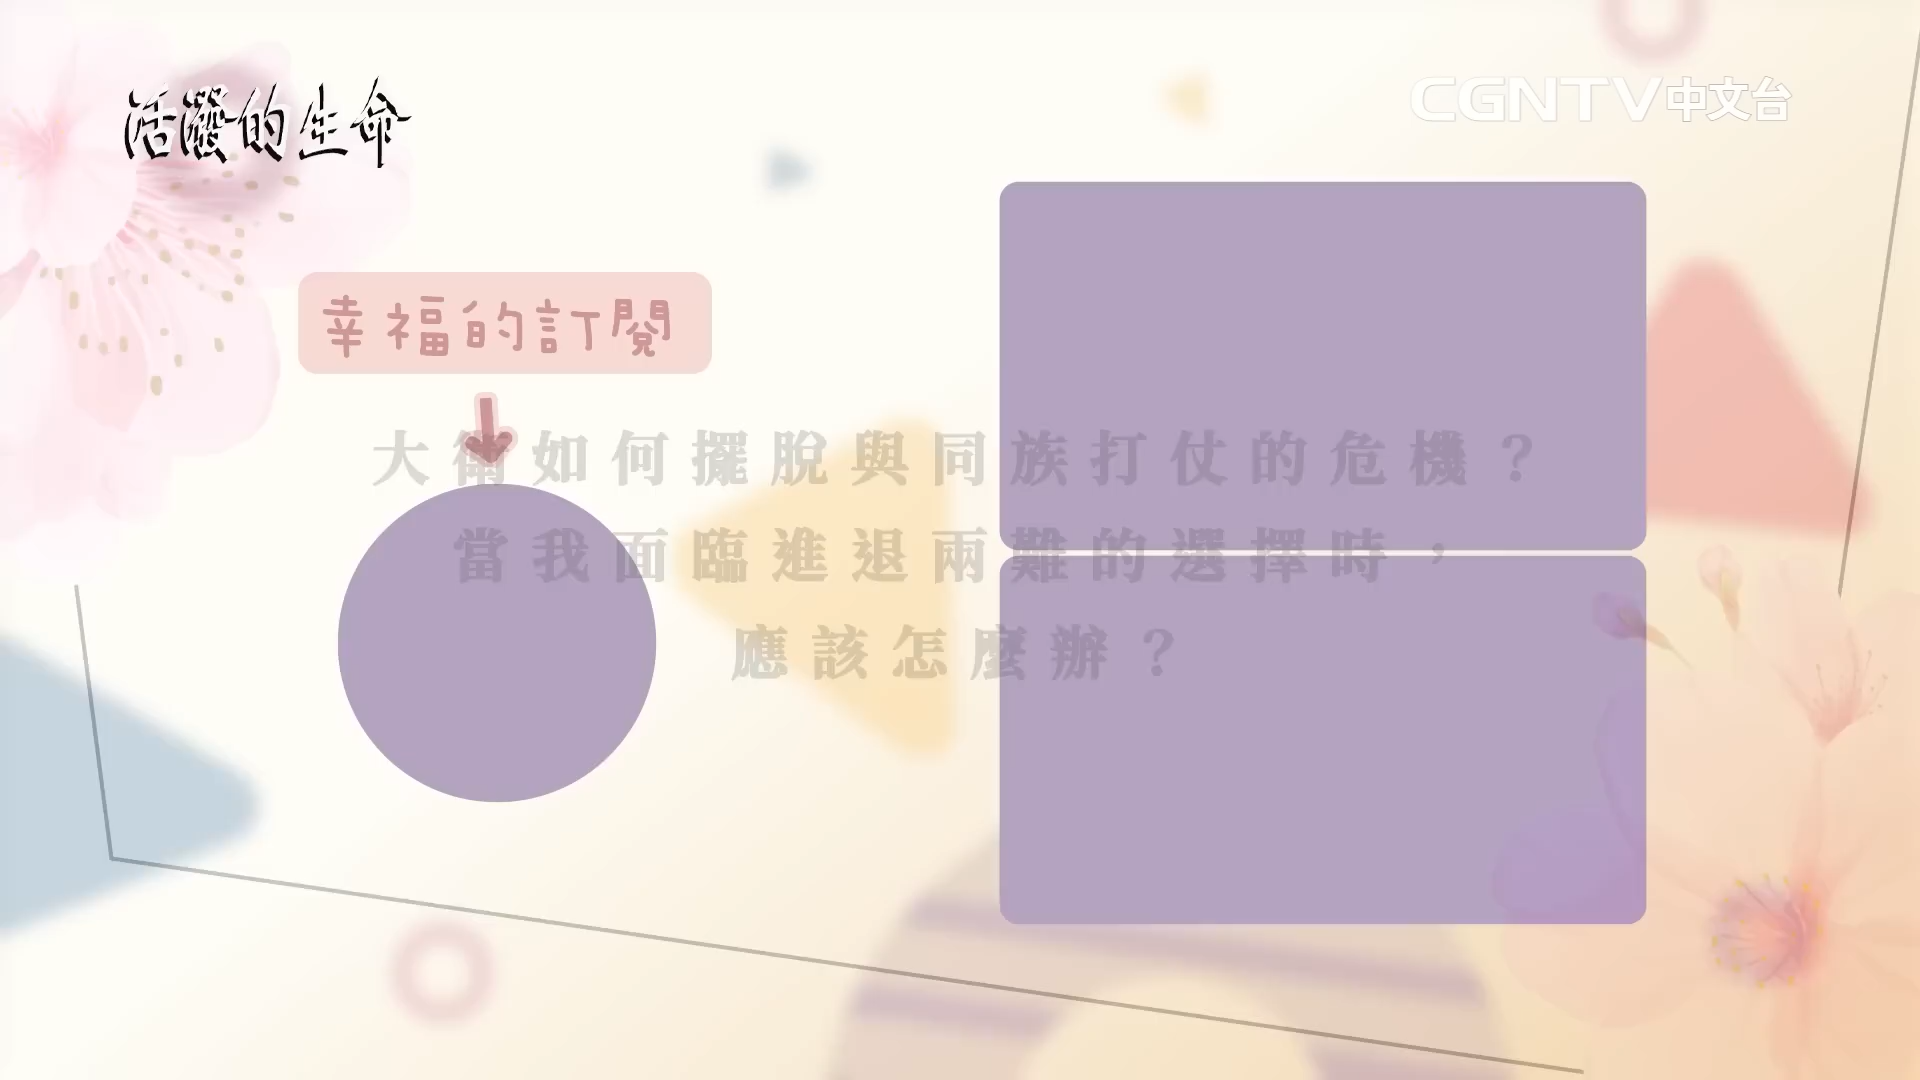 活潑的生命
CGNTV中文台
幸福的訂閱
大衛如何擺脫與同族打仗的危機？
當我面臨進退兩難的選擇時，
應該怎麼辦？